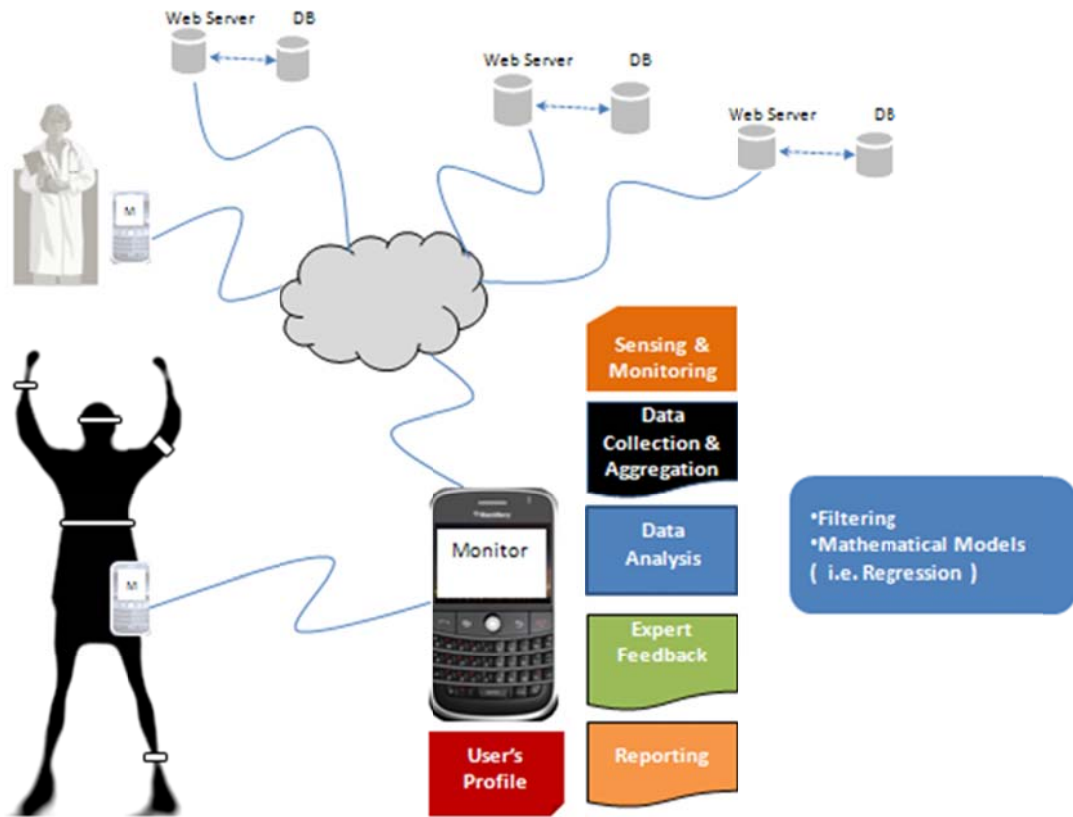 Web Server DB
Web Server DB
Web Server DB
M
Sensing &
Monitoring
Data
Collection &
Aggregation
BlackBerry
Monitor
Data
Analysis
•Filtering
•Mathematical Models
( i.e. Regression )
M
Expert
Feedback
User's
Profile
Reporting